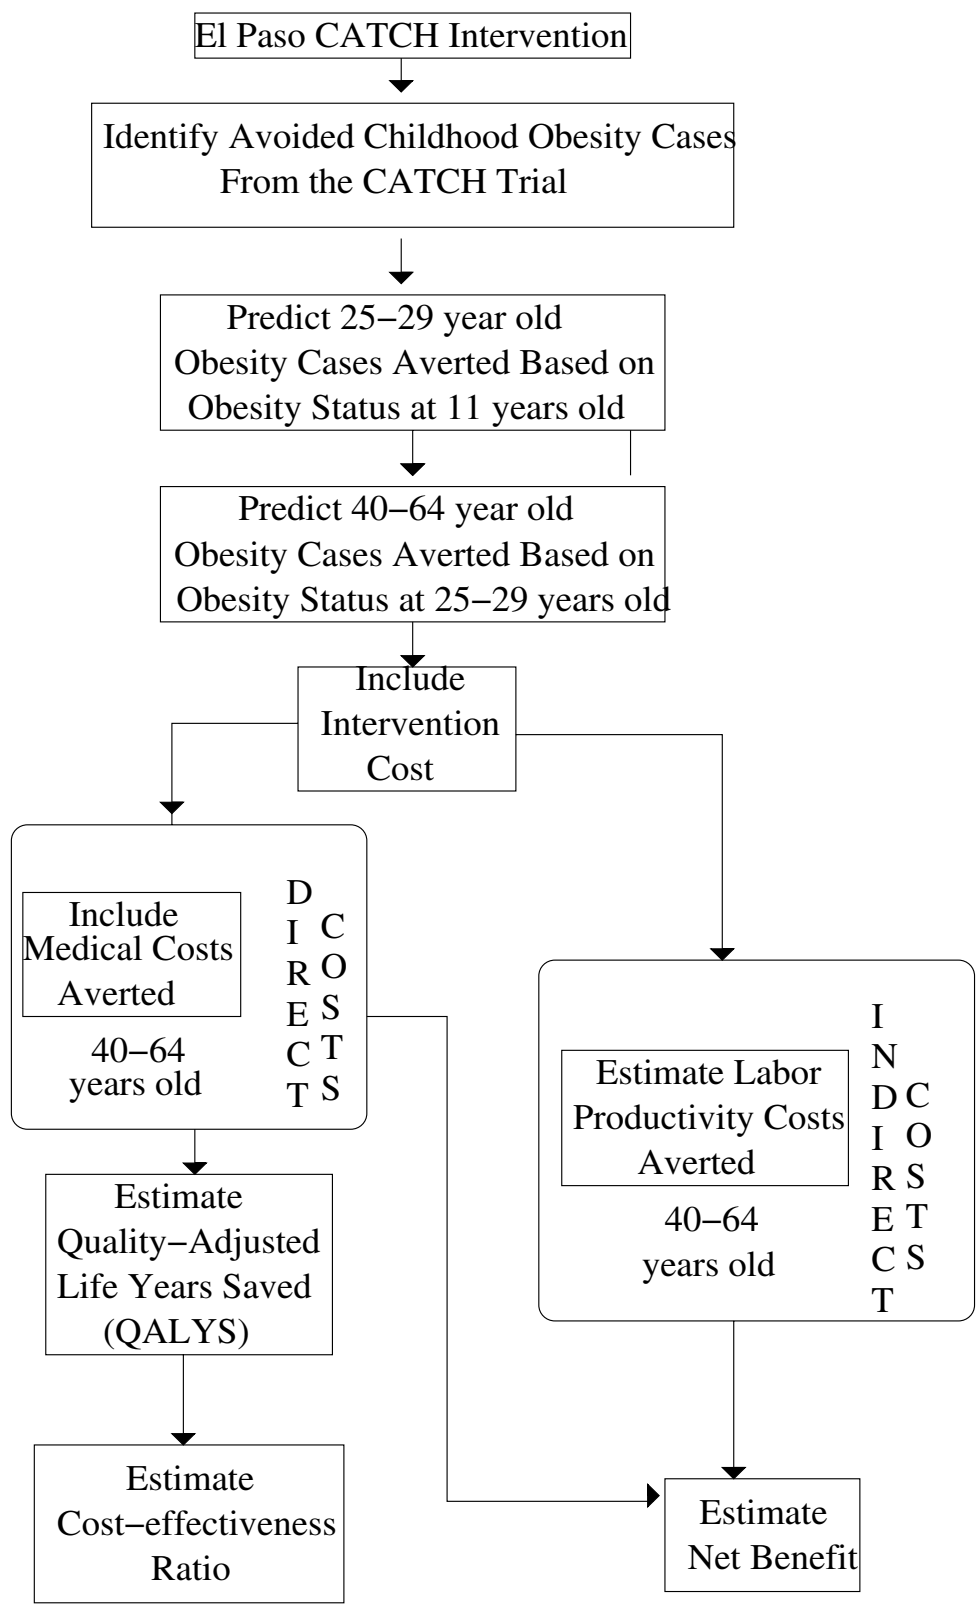 El Paso CATCH Intervention
Identify Avoided Childhood Obesity Cases
From the CATCH Trial
Predict 25−29 year old
Obesity Cases Averted Based on
Obesity Status at 11 years old
Predict 40−64 year old
Obesity Cases Averted Based on
Obesity Status at 25−29 years old
Include
Intervention
Cost
Include
Medical Costs
Averted
40−64
years old
DIRECT
COSTS
Estimate Labor
Productivity Costs
Averted
40−64
years old
INDIRECT
COSTS
Estimate
Quality−Adjusted
Life Years Saved
(QALYS)
Estimate
Cost−effectiveness
Ratio
Estimate
Net Benefit